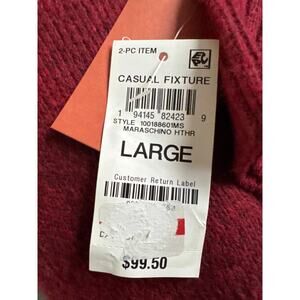 2-PC ITEM
CASUAL FIXTURE
1 94145 82423 9
STYLE 100188601MS
MARASCHINO HTHR
LARGE
Customer Return Label
$99.50